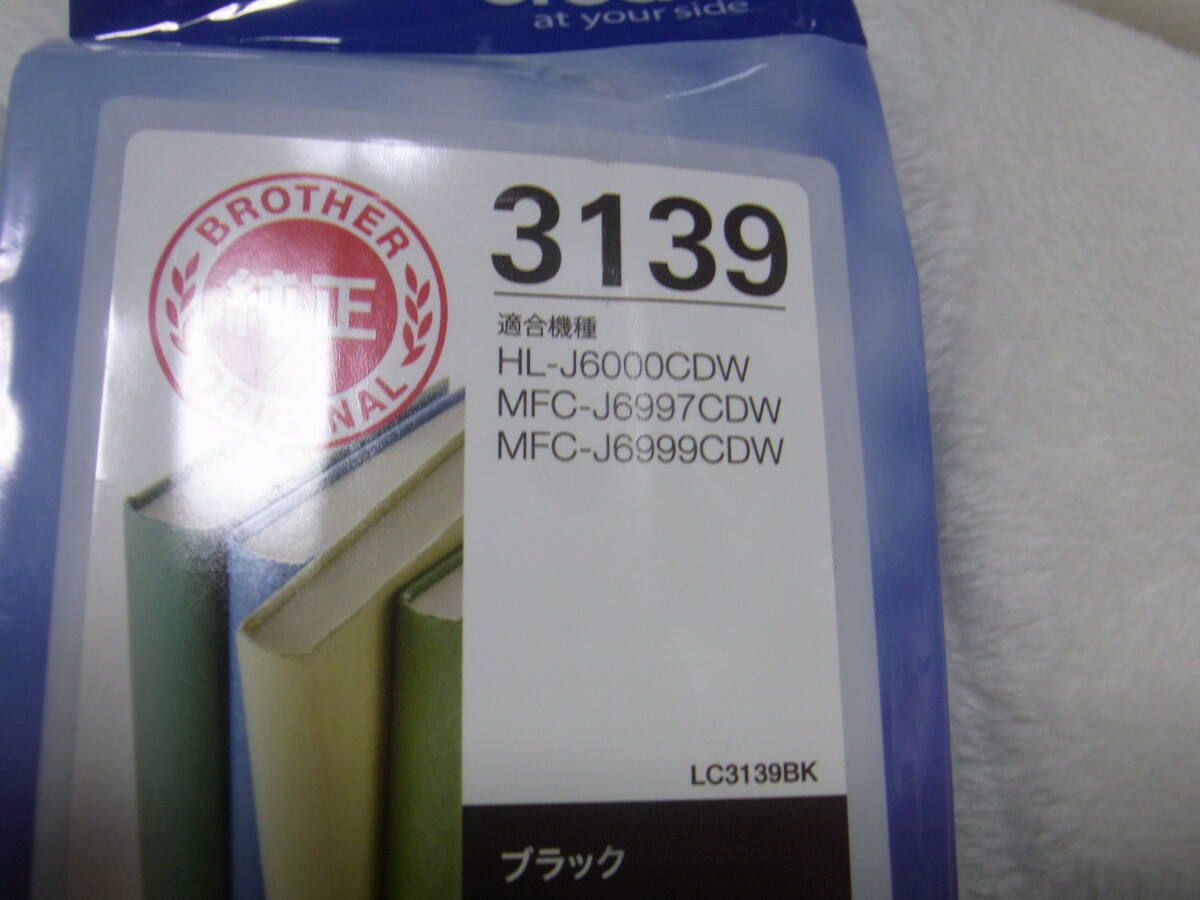 at your side
BROTHER
純正
ORIGINAL
3139
適合機種
HL-J6000CDW
MFC-J6997CDW
MFC-J6999CDW
LC3139BK
ブラック